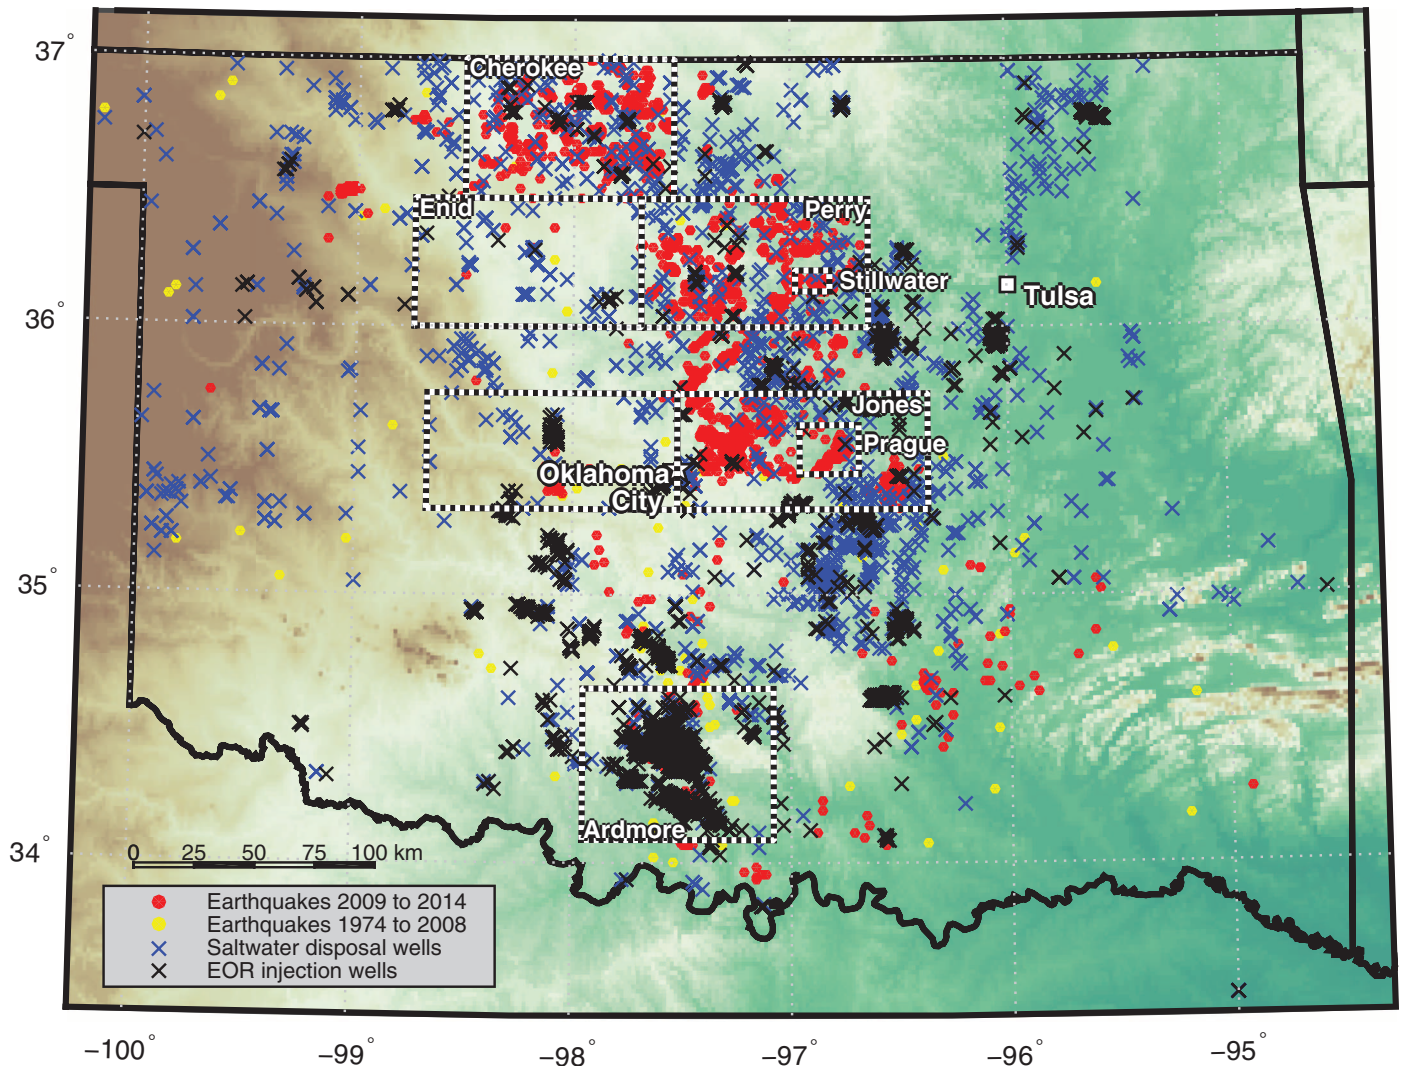 37°
Cherokee
Enid
Perry
Stillwater
Tulsa
36°
Jones
Prague
Oklahoma
City
35°
Ardmore
34°
0 25 50 75 100 km
Earthquakes 2009 to 2014
Earthquakes 1974 to 2008
Saltwater disposal wells
EOR injection wells
−100° −99° −98° −97° −96° −95°